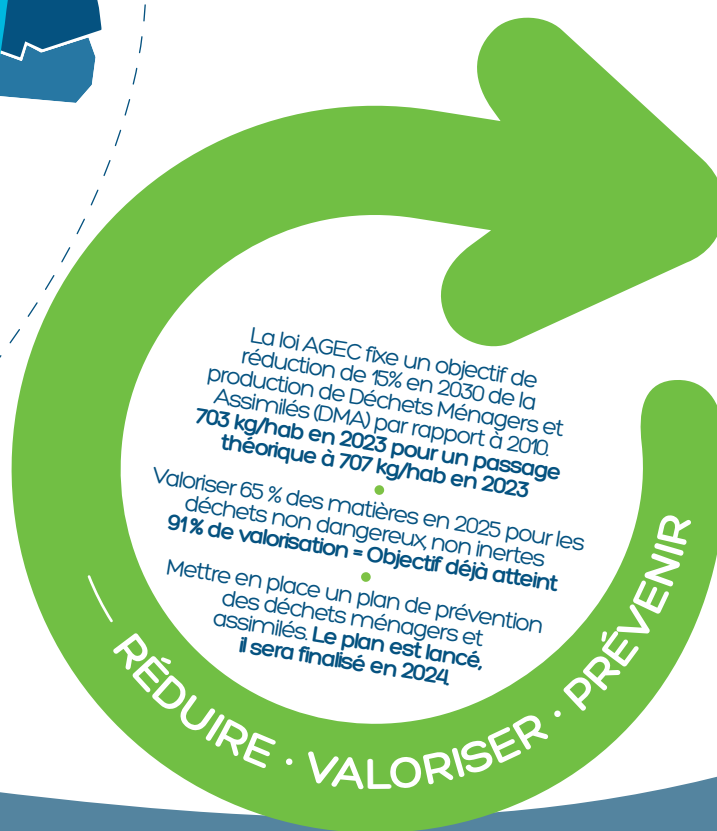 La loi AGEC fixe un objectif de
réduction de 15% en 2030 de la
production de Déchets Ménagers et
Assimilés (DMA) par rapport à 2010.
703 kg/hab en 2023 pour un passage
théorique à 707 kg/hab en 2023
•
Valoriser 65 % des matières en 2025 pour les
déchets non dangereux, non inertes
91% de valorisation = Objectif déjà atteint
•
Mettre en place un plan de prévention
des déchets ménagers et
assimilés. Le plan est lancé,
il sera finalisé en 2024.
RÉDUIRE · VALORISER · PRÉVENIR